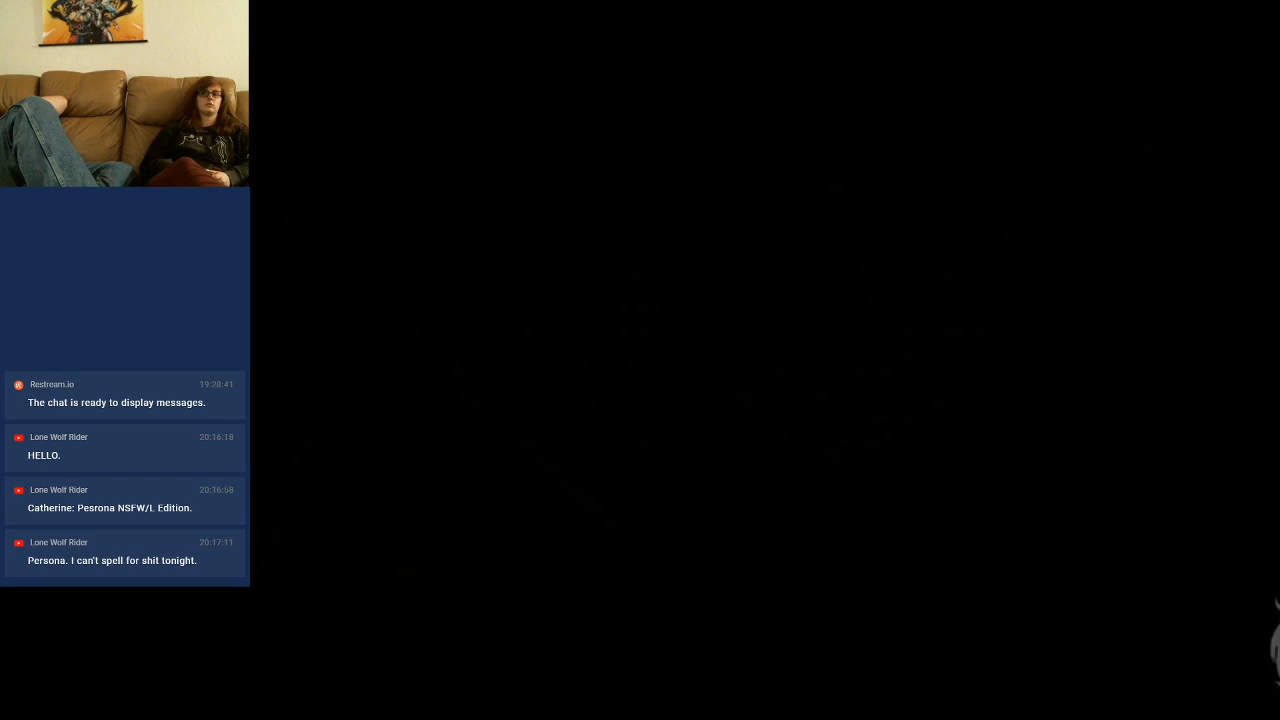 Restream.io 19:28:41
The chat is ready to display messages.
Lone Wolf Rider 20:16:18
HELLO.
Lone Wolf Rider 20:16:58
Catherine: Pesrona NSFW/L Edition.
Lone Wolf Rider 20:17:11
Persona. I can't spell for shit tonight.